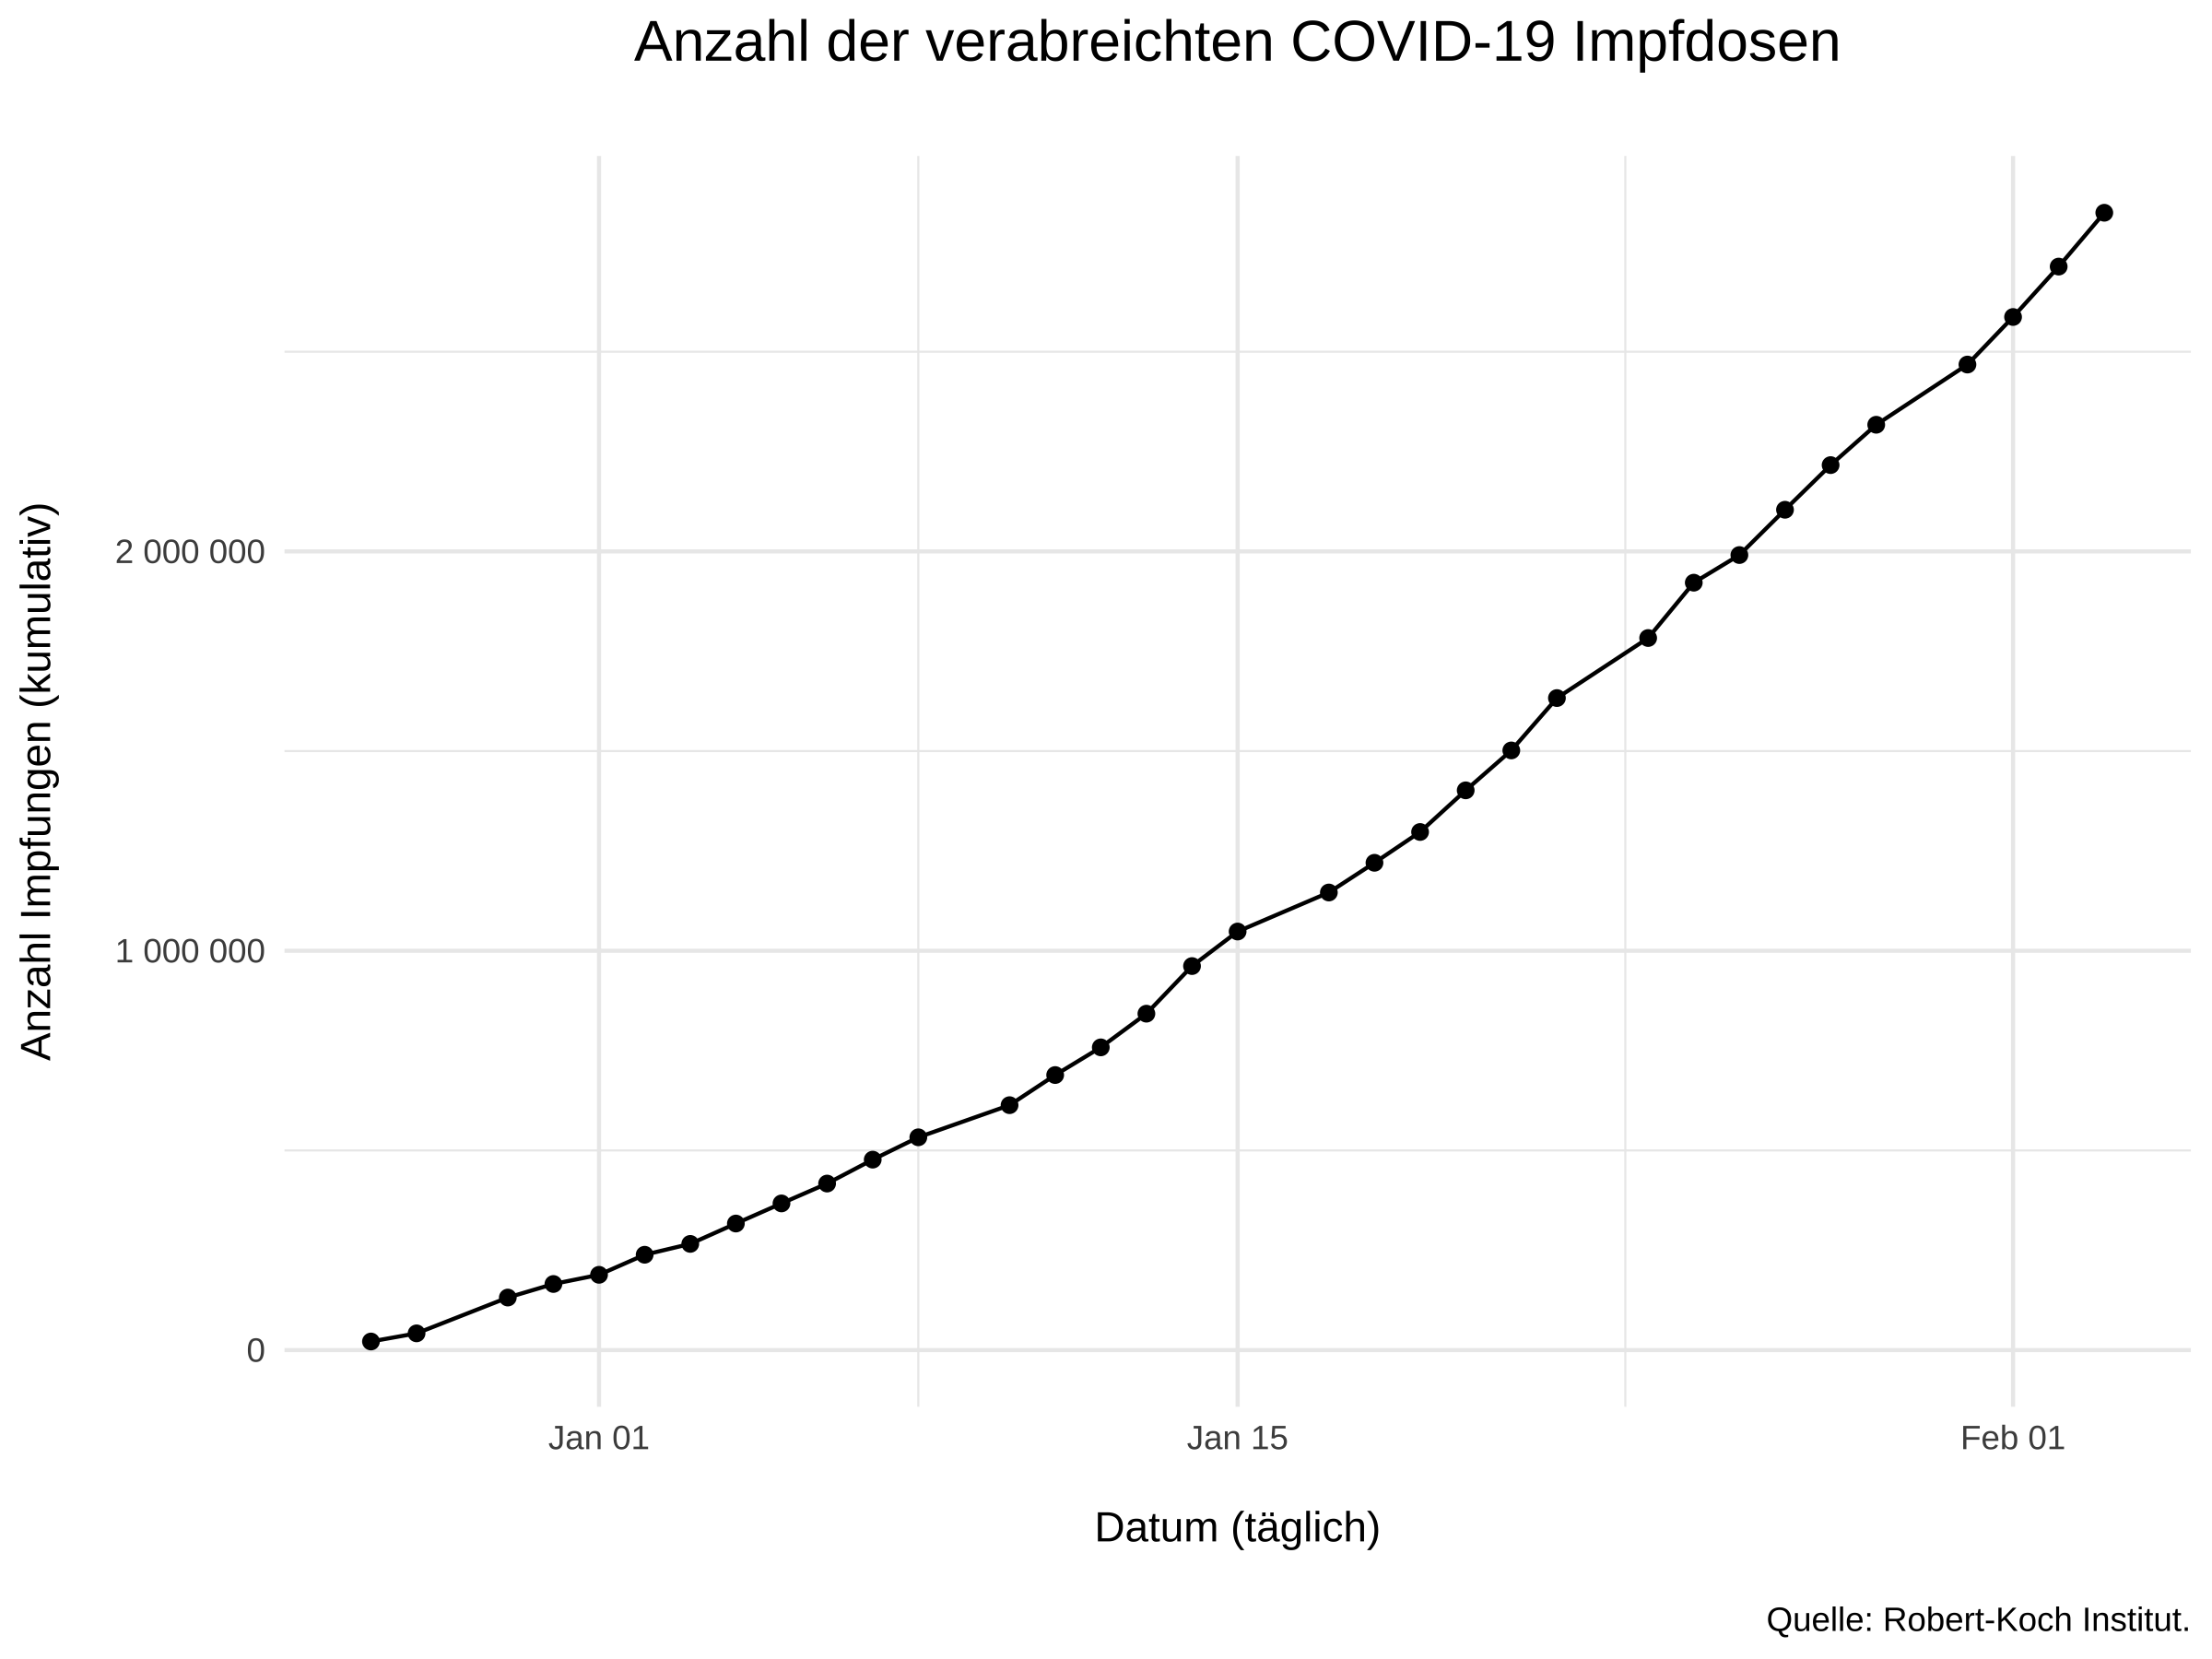 Anzahl der verabreichten COVID-19 Impfdosen
Anzahl Impfungen (kumulativ)
2 000 000
1 000 000
0
Jan 01
Jan 15
Feb 01
Datum (täglich)
Quelle: Robert-Koch Institut.